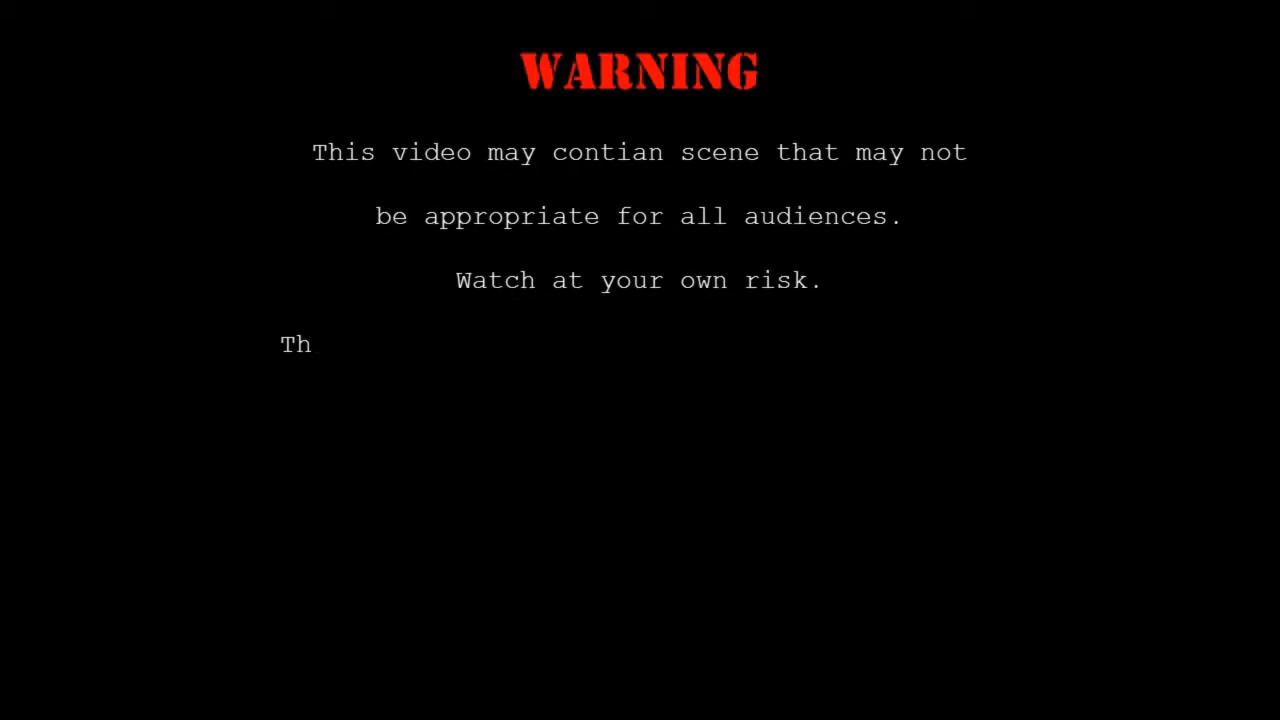 WARNING
This video may contian scene that may not
be appropriate for all audiences.
Watch at your own risk.
Th